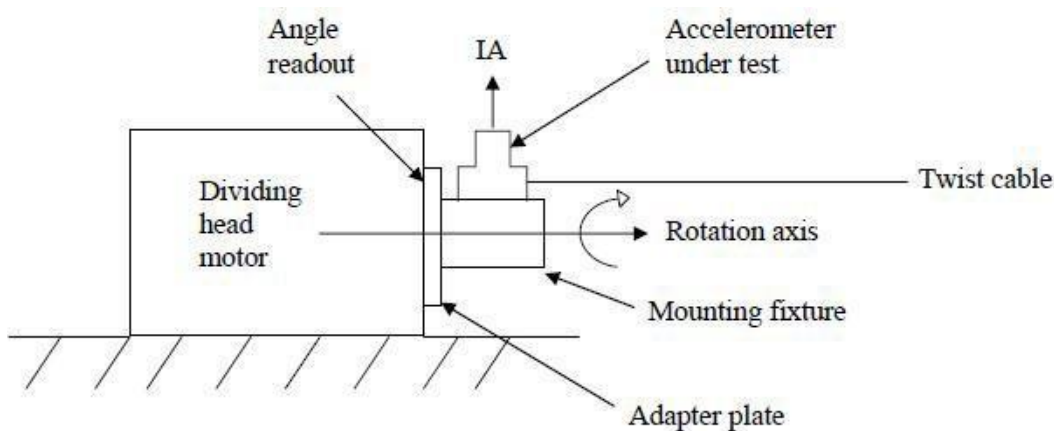 Angle
readout
IA
Accelerometer
under test
Dividing
head
motor
Twist cable
Rotation axis
Mounting fixture
Adapter plate